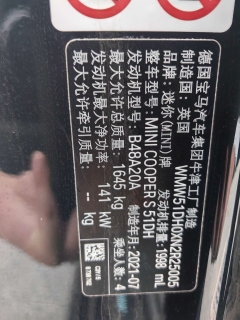 德国宝马汽车集团牛津工厂制造
制造国: 英国 WMW51DH0XN2R25005
品牌: 迷你(MINI)牌
整车型号: MINI COOPER S 51DH
发动机型号: B48A20A 发动机排量: 1998 mL
最大允许总质量: 1645 kg 制造年月: 2021-07
发动机最大净功率: 141 kW 乘坐人数: 4
最大允许牵引质量: -- kg